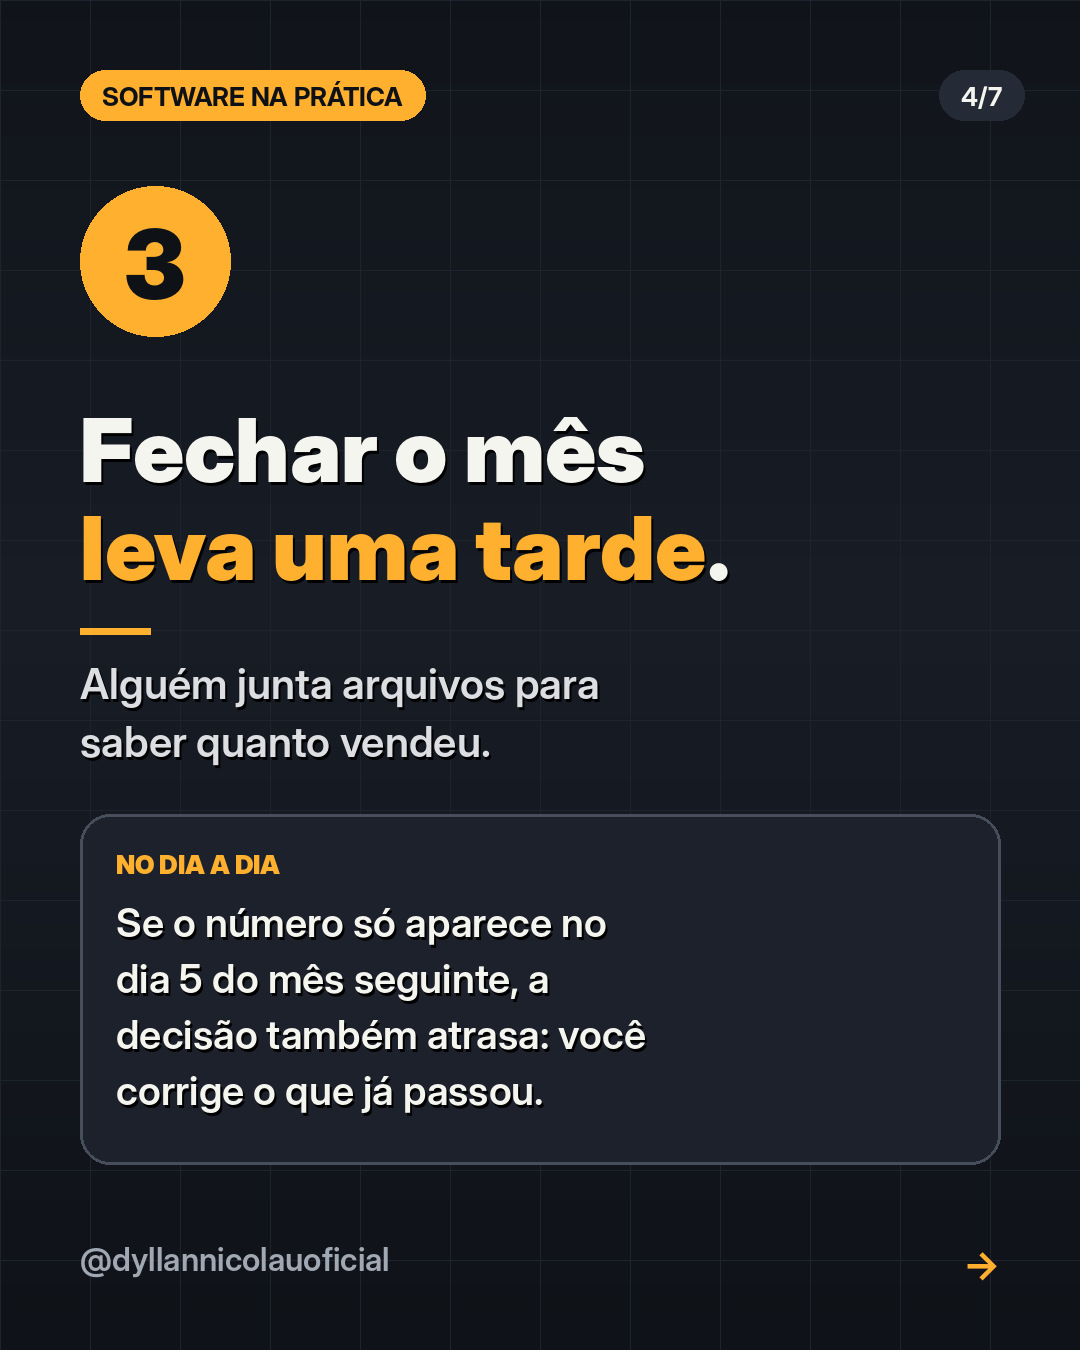 SOFTWARE NA PRÁTICA
4/7
3
Fechar o mês
leva uma tarde.
Alguém junta arquivos para
saber quanto vendeu.
NO DIA A DIA
Se o número só aparece no
dia 5 do mês seguinte, a
decisão também atrasa: você
corrige o que já passou.
@dyllannicolauoficial
→